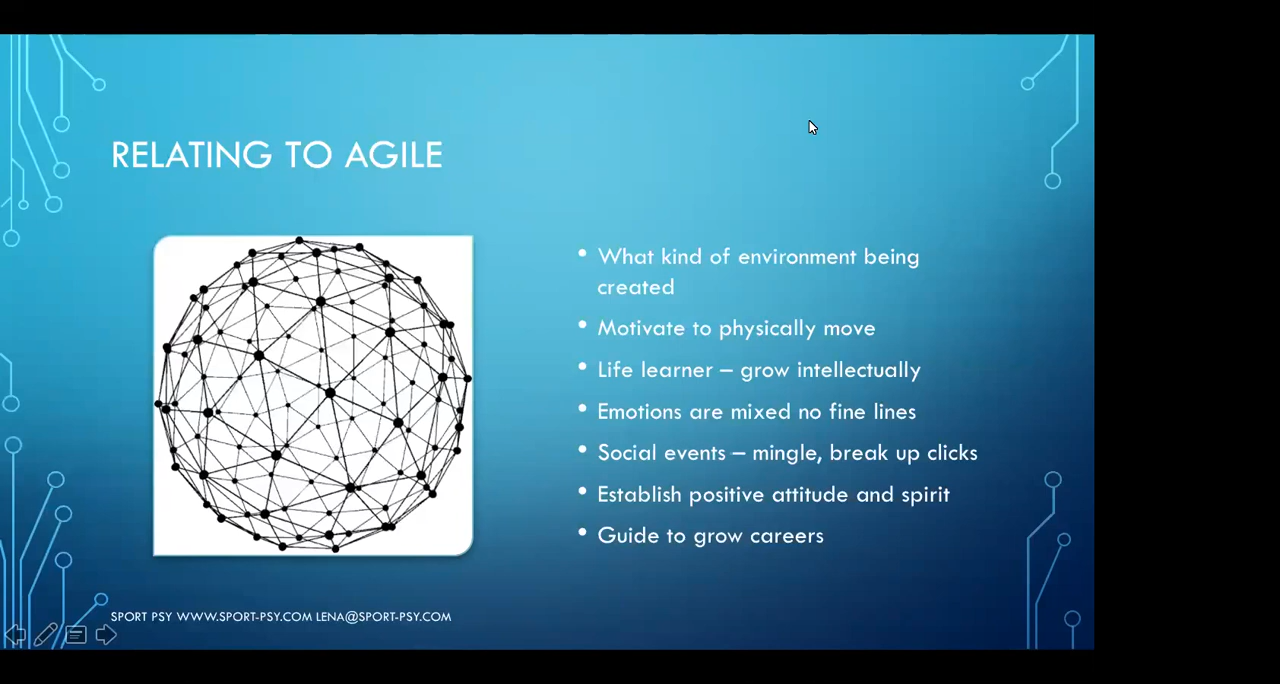 RELATING TO AGILE
• What kind of environment being
created
• Motivate to physically move
• Life learner – grow intellectually
• Emotions are mixed no fine lines
• Social events – mingle, break up clicks
• Establish positive attitude and spirit
• Guide to grow careers
SPORT PSY WWW.SPORT-PSY.COM LENA@SPORT-PSY.COM